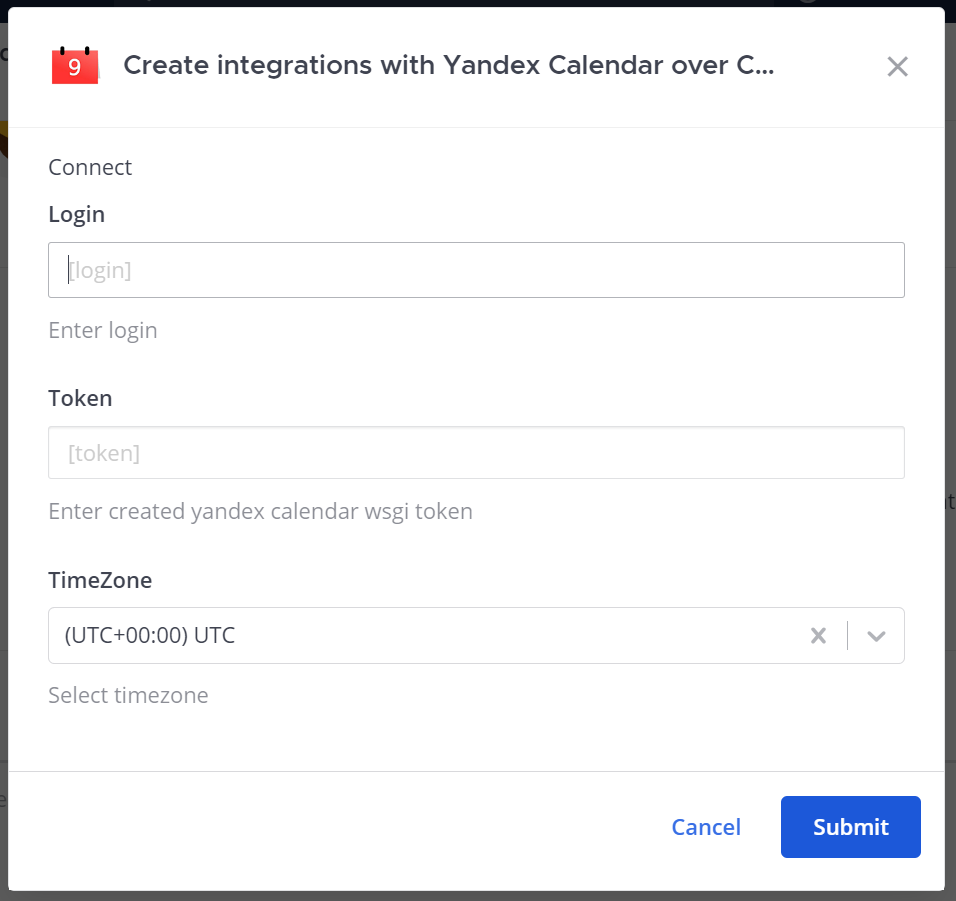 9
Create integrations with Yandex Calendar over C...
Connect
Login
[login]
Enter login
Token
[token]
Enter created yandex calendar wsgi token
TimeZone
(UTC+00:00) UTC
Select timezone
Cancel
Submit